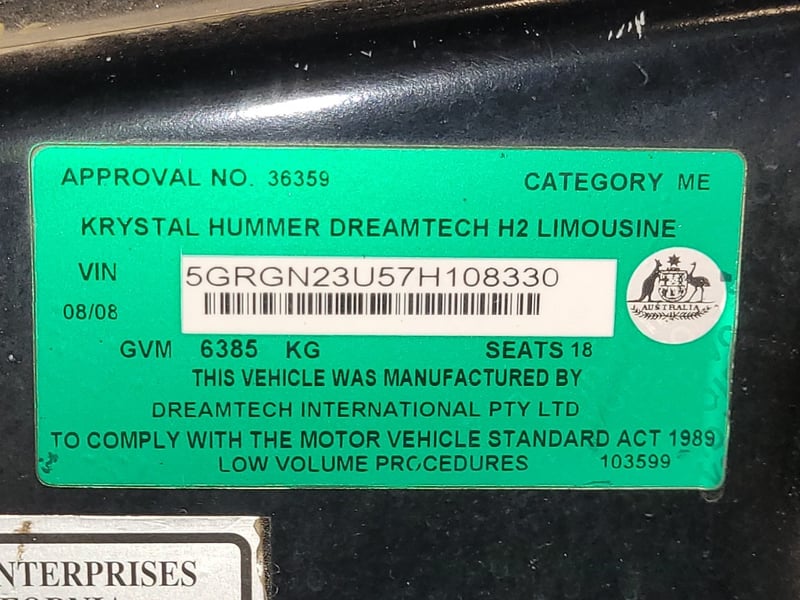 APPROVAL NO. 36359 CATEGORY ME
KRYSTAL HUMMER DREAMTECH H2 LIMOUSINE
VIN 5GRGN23U57H108330
AUSTRALIA
08/08
GVM 6385 KG SEATS 18
THIS VEHICLE WAS MANUFACTURED BY
DREAMTECH INTERNATIONAL PTY LTD
TO COMPLY WITH THE MOTOR VEHICLE STANDARD ACT 1989
LOW VOLUME PROCEDURES 103599
NTERPRISES